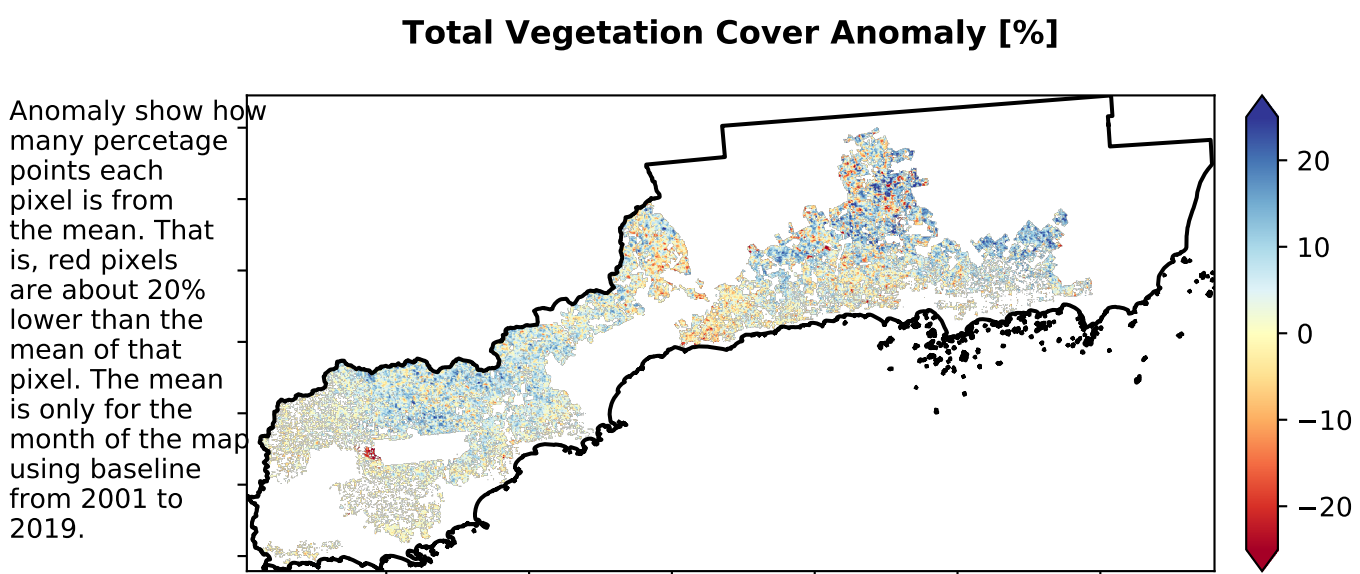 Total Vegetation Cover Anomaly [%]
Anomaly show how
many percetage
points each
pixel is from
the mean. That
is, red pixels
are about 20%
lower than the
mean of that
pixel. The mean
is only for the
month of the map
using baseline
from 2001 to
2019.
20
10
0
−10
−20